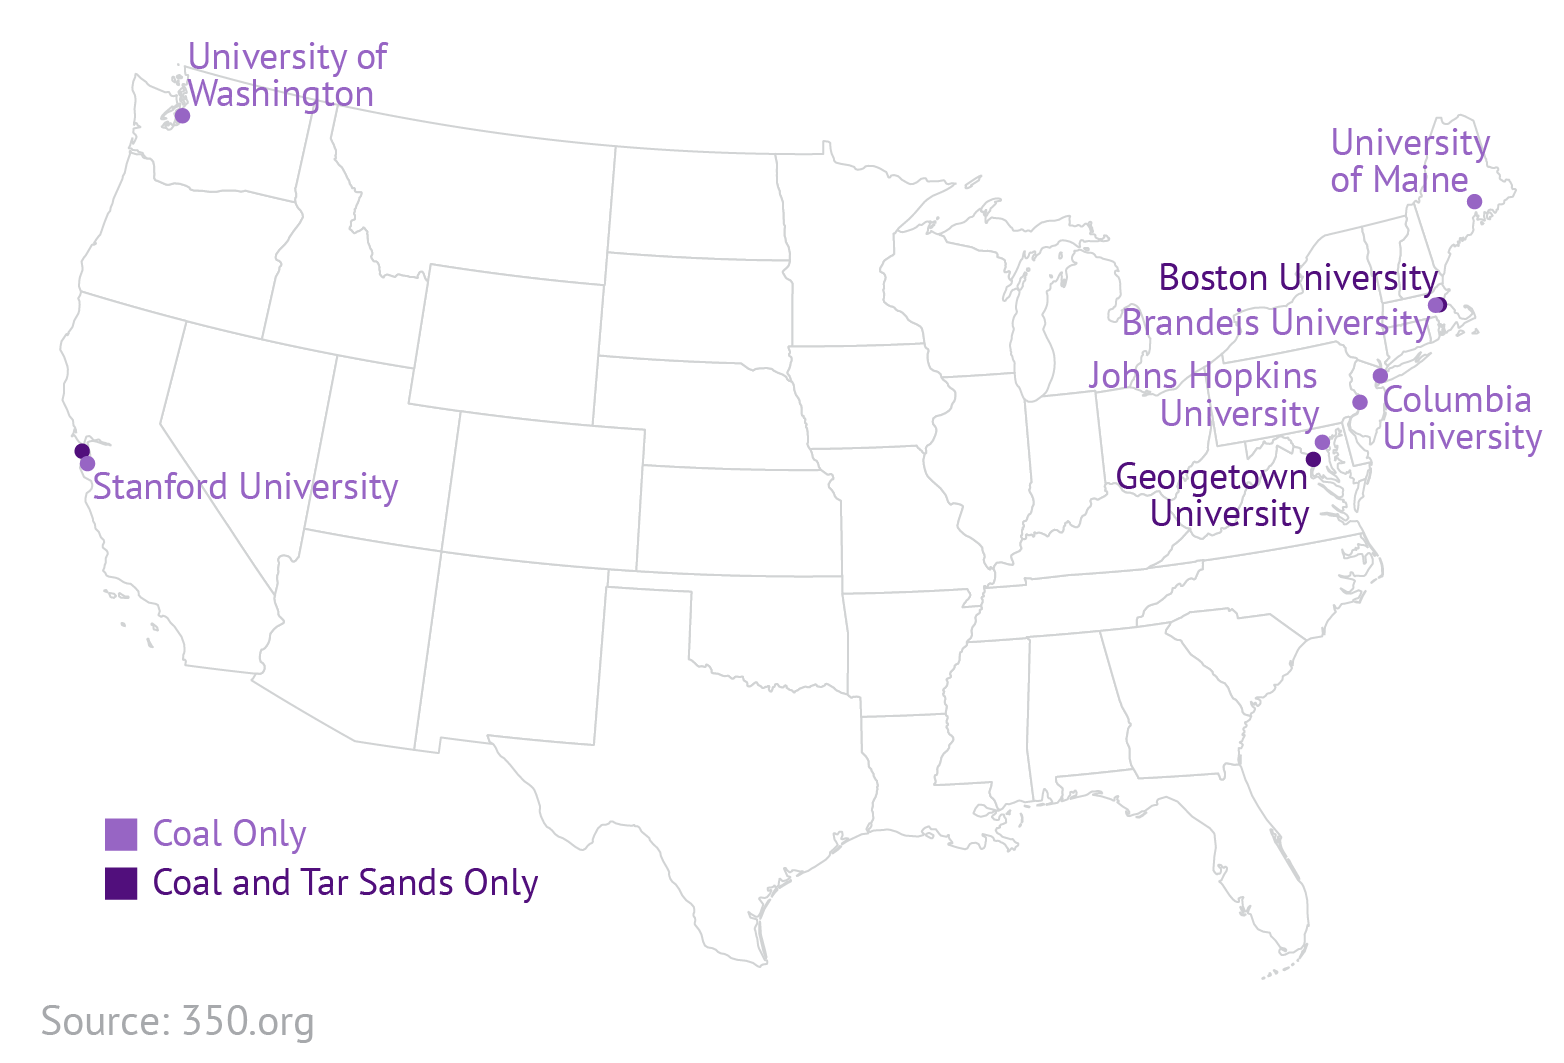 University of
Washington
University
of Maine
Boston University
Brandeis University
Johns Hopkins
University
Columbia
University
Georgetown
University
Stanford University
Coal Only
Coal and Tar Sands Only
Source: 350.org